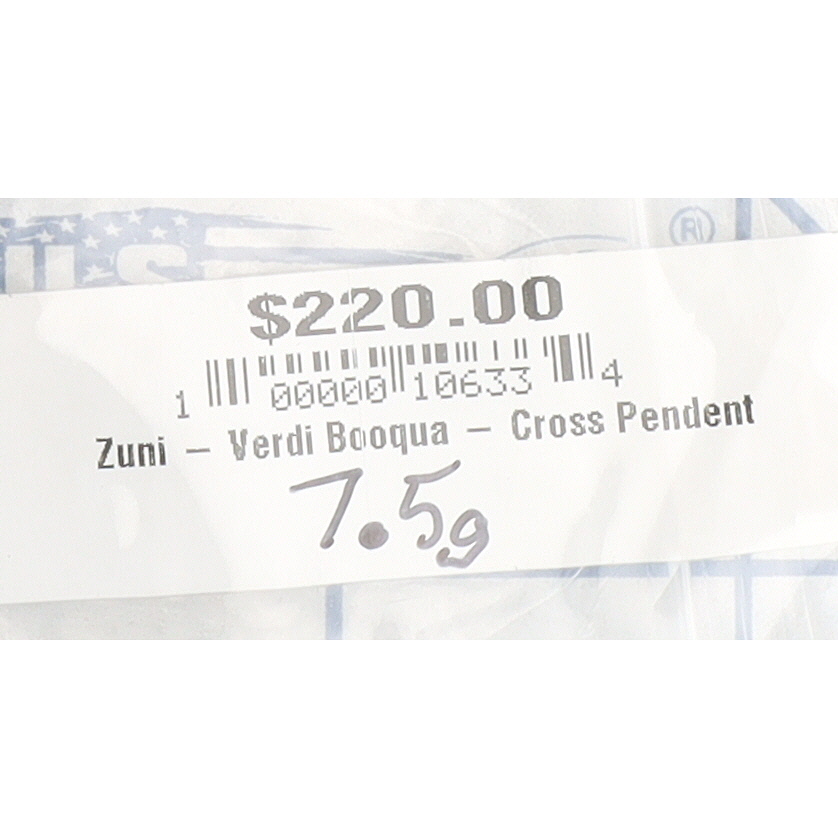 U.S
®
$220.00
1 00000 10633 4
Zuni - Verdi Booqua - Cross Pendent
7.5g